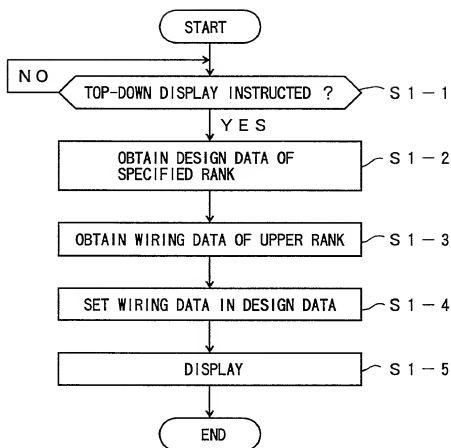 START
NO
TOP-DOWN DISPLAY INSTRUCTED ?
S1-1
YES
OBTAIN DESIGN DATA OF
SPECIFIED RANK
S1-2
OBTAIN WIRING DATA OF UPPER RANK
S1-3
SET WIRING DATA IN DESIGN DATA
S1-4
DISPLAY
S1-5
END